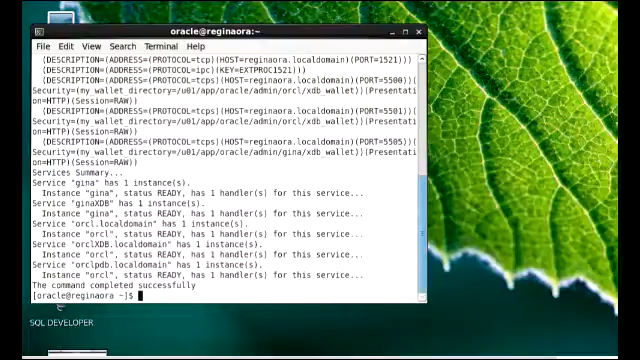 oracle@reginaora:~
File Edit View Search Terminal Help
(DESCRIPTION=(ADDRESS=(PROTOCOL=tcp)(HOST=reginaora.localdomain)(PORT=1521)))
(DESCRIPTION=(ADDRESS=(PROTOCOL=ipc)(KEY=EXTPROC1521)))
(DESCRIPTION=(ADDRESS=(PROTOCOL=tcps)(HOST=reginaora.localdomain)(PORT=5500))(
Security=(my_wallet_directory=/u01/app/oracle/admin/orcl/xdb_wallet))(Presentati
on=HTTP)(Session=RAW))
(DESCRIPTION=(ADDRESS=(PROTOCOL=tcps)(HOST=reginaora.localdomain)(PORT=5501))(
Security=(my_wallet_directory=/u01/app/oracle/admin/orcl/xdb_wallet))(Presentati
on=HTTP)(Session=RAW))
(DESCRIPTION=(ADDRESS=(PROTOCOL=tcps)(HOST=reginaora.localdomain)(PORT=5505))(
Security=(my_wallet_directory=/u01/app/oracle/admin/gina/xdb_wallet))(Presentati
on=HTTP)(Session=RAW))
Services Summary...
Service "gina" has 1 instance(s).
Instance "gina", status READY, has 1 handler(s) for this service...
Service "ginaXDB" has 1 instance(s).
Instance "gina", status READY, has 1 handler(s) for this service...
Service "orcl.localdomain" has 1 instance(s).
Instance "orcl", status READY, has 1 handler(s) for this service...
Service "orclXDB.localdomain" has 1 instance(s).
Instance "orcl", status READY, has 1 handler(s) for this service...
Service "orclpdb.localdomain" has 1 instance(s).
Instance "orcl", status READY, has 1 handler(s) for this service...
The command completed successfully
[oracle@reginaora ~]$
SQL DEVELOPER